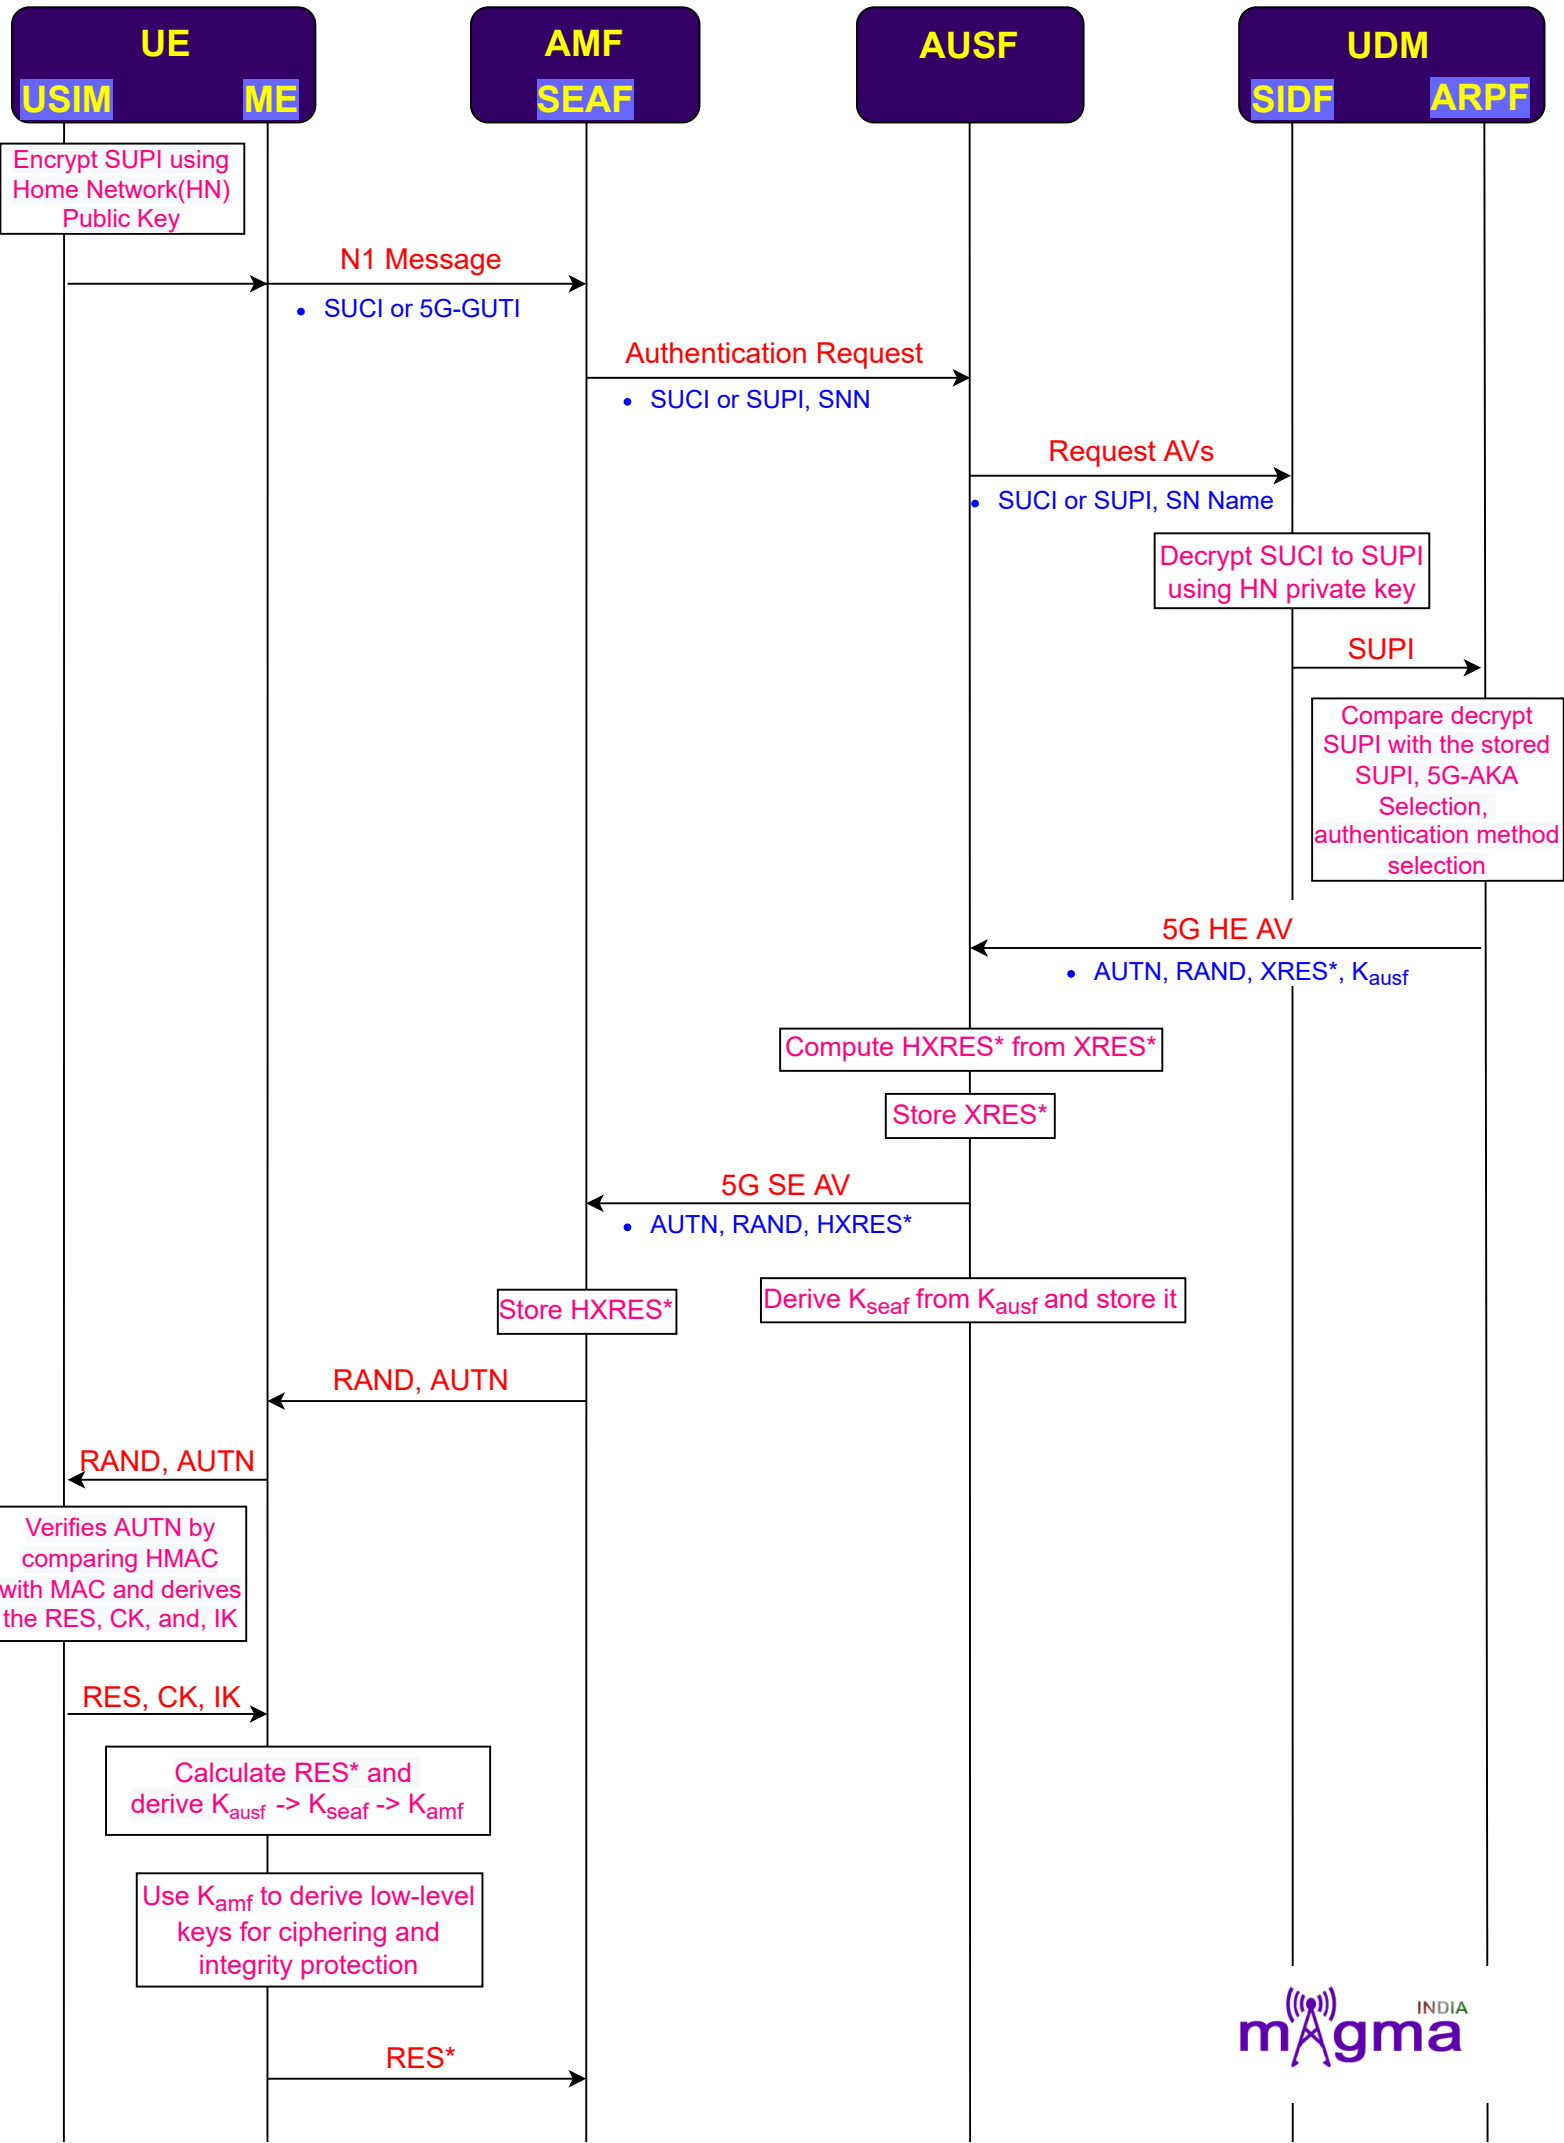 UE
AMF
AUSF
UDM
USIM
ME
SEAF
SIDF
ARPF
Encrypt SUPI using
Home Network(HN)
Public Key
N1 Message
SUCI or 5G-GUTI
Authentication Request
SUCI or SUPI, SNN
Request AVs
SUCI or SUPI, SN Name
Decrypt SUCI to SUPI
using HN private key
SUPI
Compare decrypt
SUPI with the stored
SUPI, 5G-AKA
Selection,
authentication method
selection
5G HE AV
AUTN, RAND, XRES*, Kausf
Compute HXRES* from XRES*
Store XRES*
5G SE AV
AUTN, RAND, HXRES*
Store HXRES*
Derive Kseaf from Kausf and store it
RAND, AUTN
RAND, AUTN
Verifies AUTN by
comparing HMAC
with MAC and derives
the RES, CK, and, IK
RES, CK, IK
Calculate RES* and
derive Kausf -> Kseaf -> Kamf
Use Kamf to derive low-level
keys for ciphering and
integrity protection
RES*
INDIA
magma